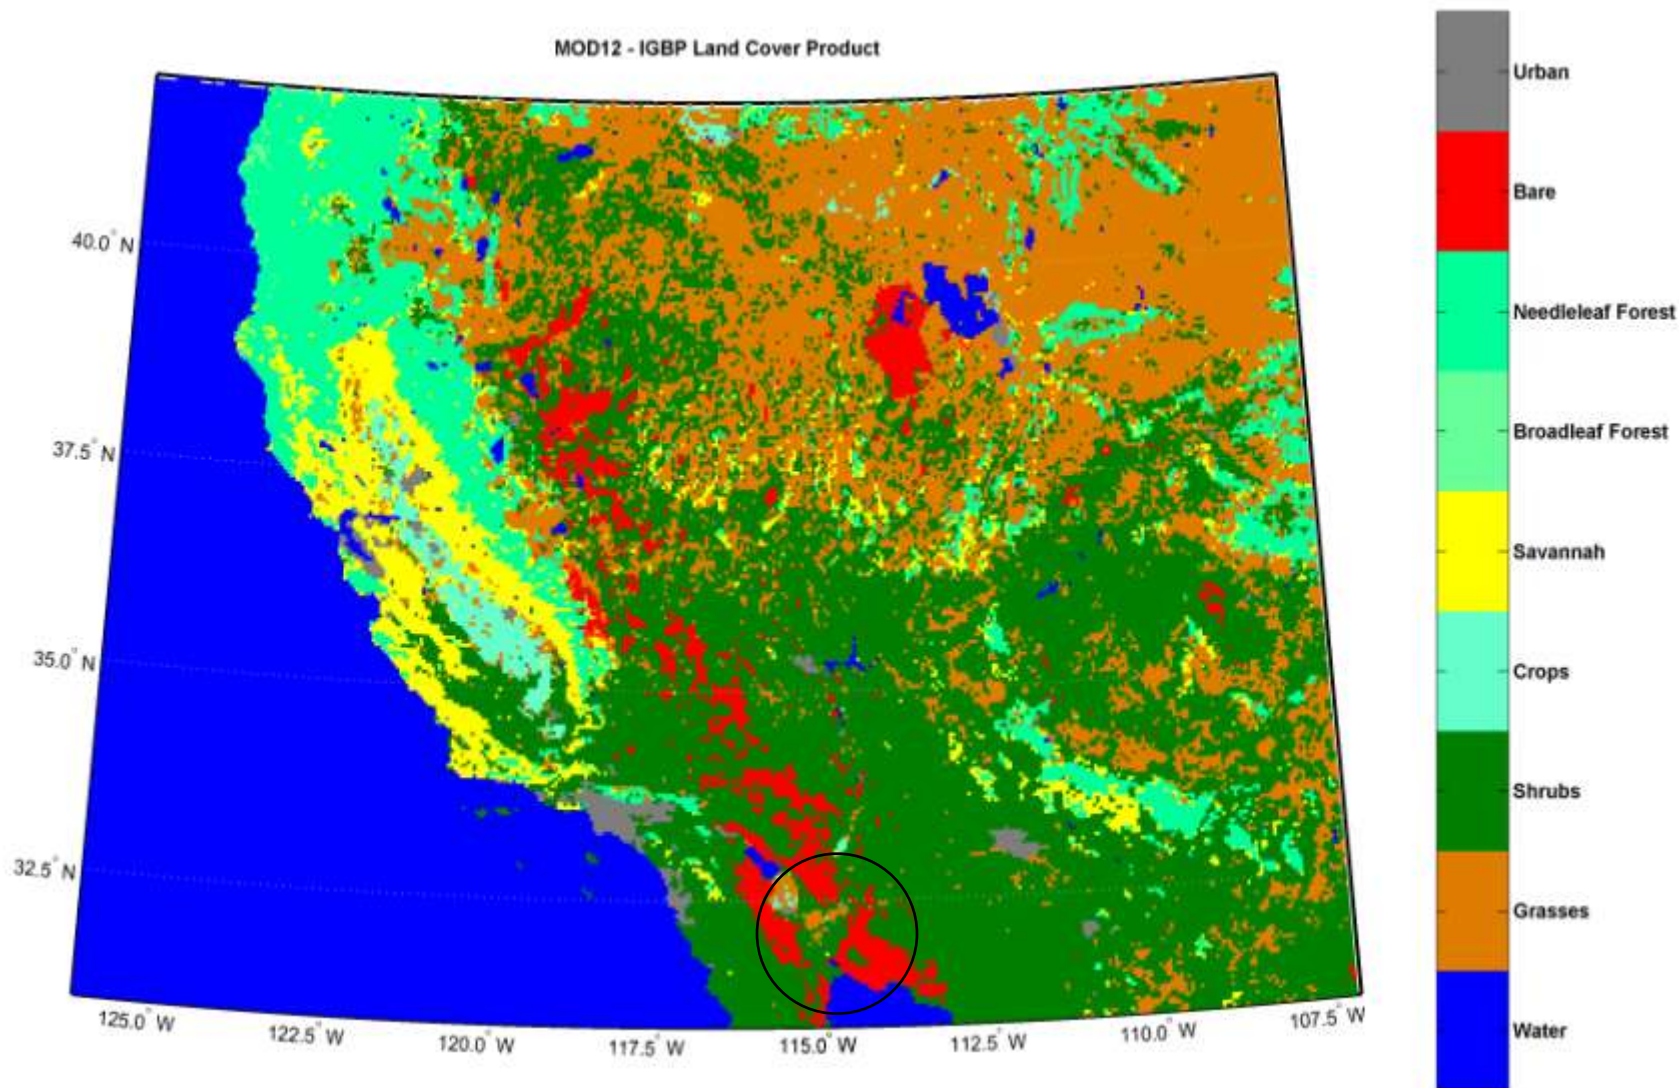 MOD12 - IGBP Land Cover Product
40.0° N
37.5° N
35.0° N
32.5° N
125.0° W
122.5° W
120.0° W
117.5° W
115.0° W
112.5° W
110.0° W
107.5° W
Urban
Bare
Needleleaf Forest
Broadleaf Forest
Savannah
Crops
Shrubs
Grasses
Water